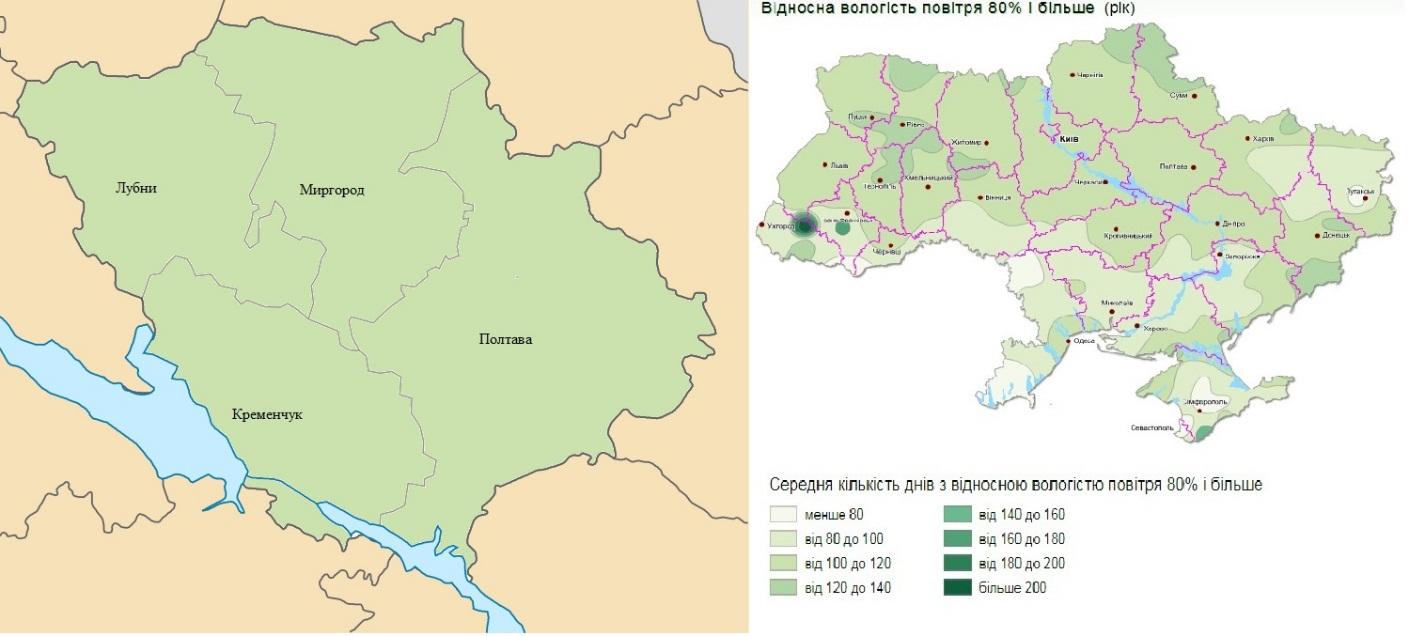 Лубни
Миргород
Полтава
Кременчук
Відносна вологість повітря 80% і більше (рік)
Чернігів
Суми
Луцьк
Рівне
Київ
Харків
Житомир
Львів
Полтава
Тернопіль
Хмельницький
Черкаси
Луганськ
Вінниця
Ужгород
Дніпро
Кропивницький
Донецьк
Чернівці
Запоріжжя
Миколаїв
Херсон
Одеса
Сімферополь
Севастополь
Середня кількість днів з відносною вологістю повітря 80% і більше
менше 80
від 80 до 100
від 100 до 120
від 120 до 140
від 140 до 160
від 160 до 180
від 180 до 200
більше 200